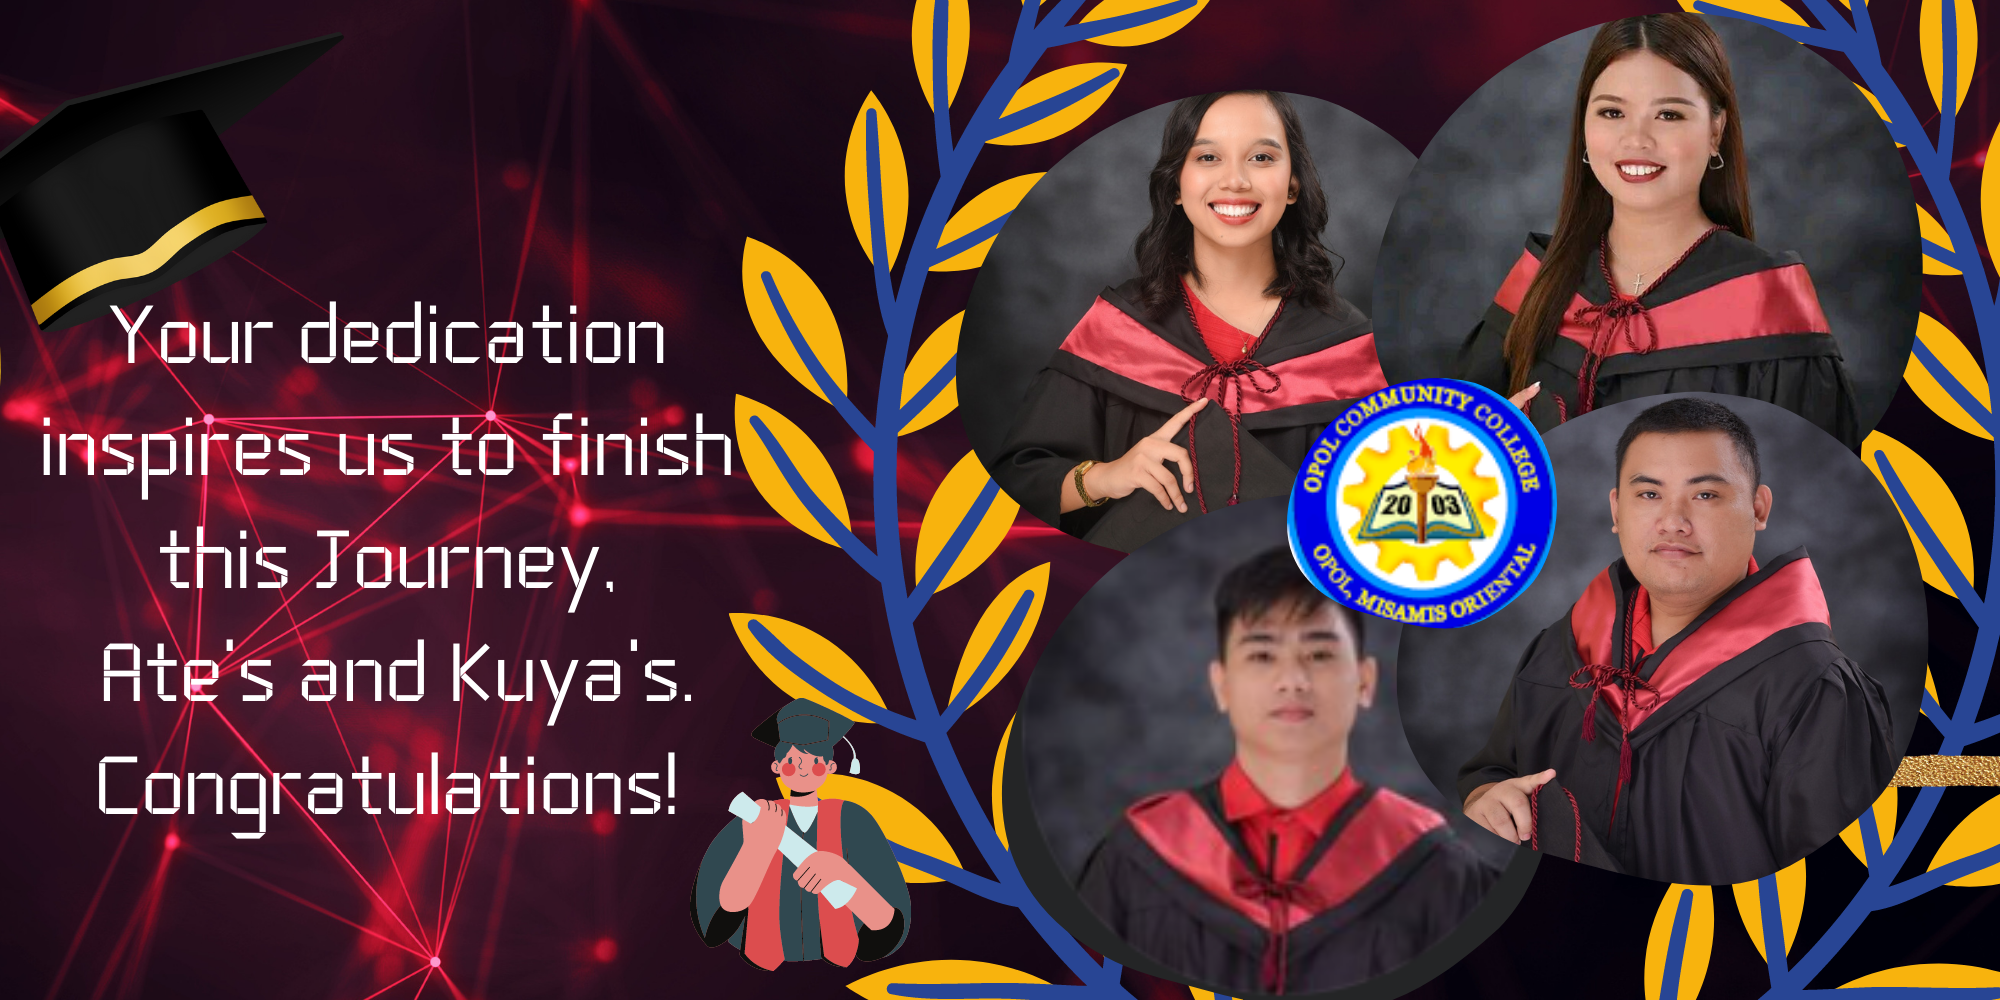 Your dedication
inspires us to finish
this Journey,
Ate's and Kuya's.
Congratulations!
OPOL COMMUNITY COLLEGE
20 03
OPOL, MISAMIS ORIENTAL